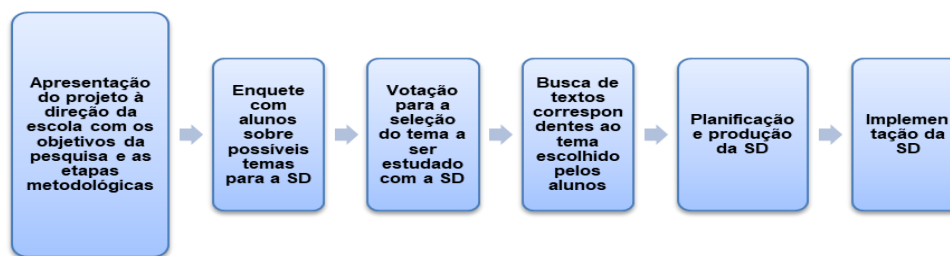 Apresentação
do projeto à
direção da
escola com os
objetivos da
pesquisa e as
etapas
metodológicas
Enquete
com
alunos
sobre
possíveis
temas
para a SD
Votação
para a
seleção
do tema a
ser
estudado
com a SD
Busca de
textos
correspon
dentes ao
tema
escolhido
pelos
alunos
Planificação
e produção
da SD
Implemen
tação da
SD